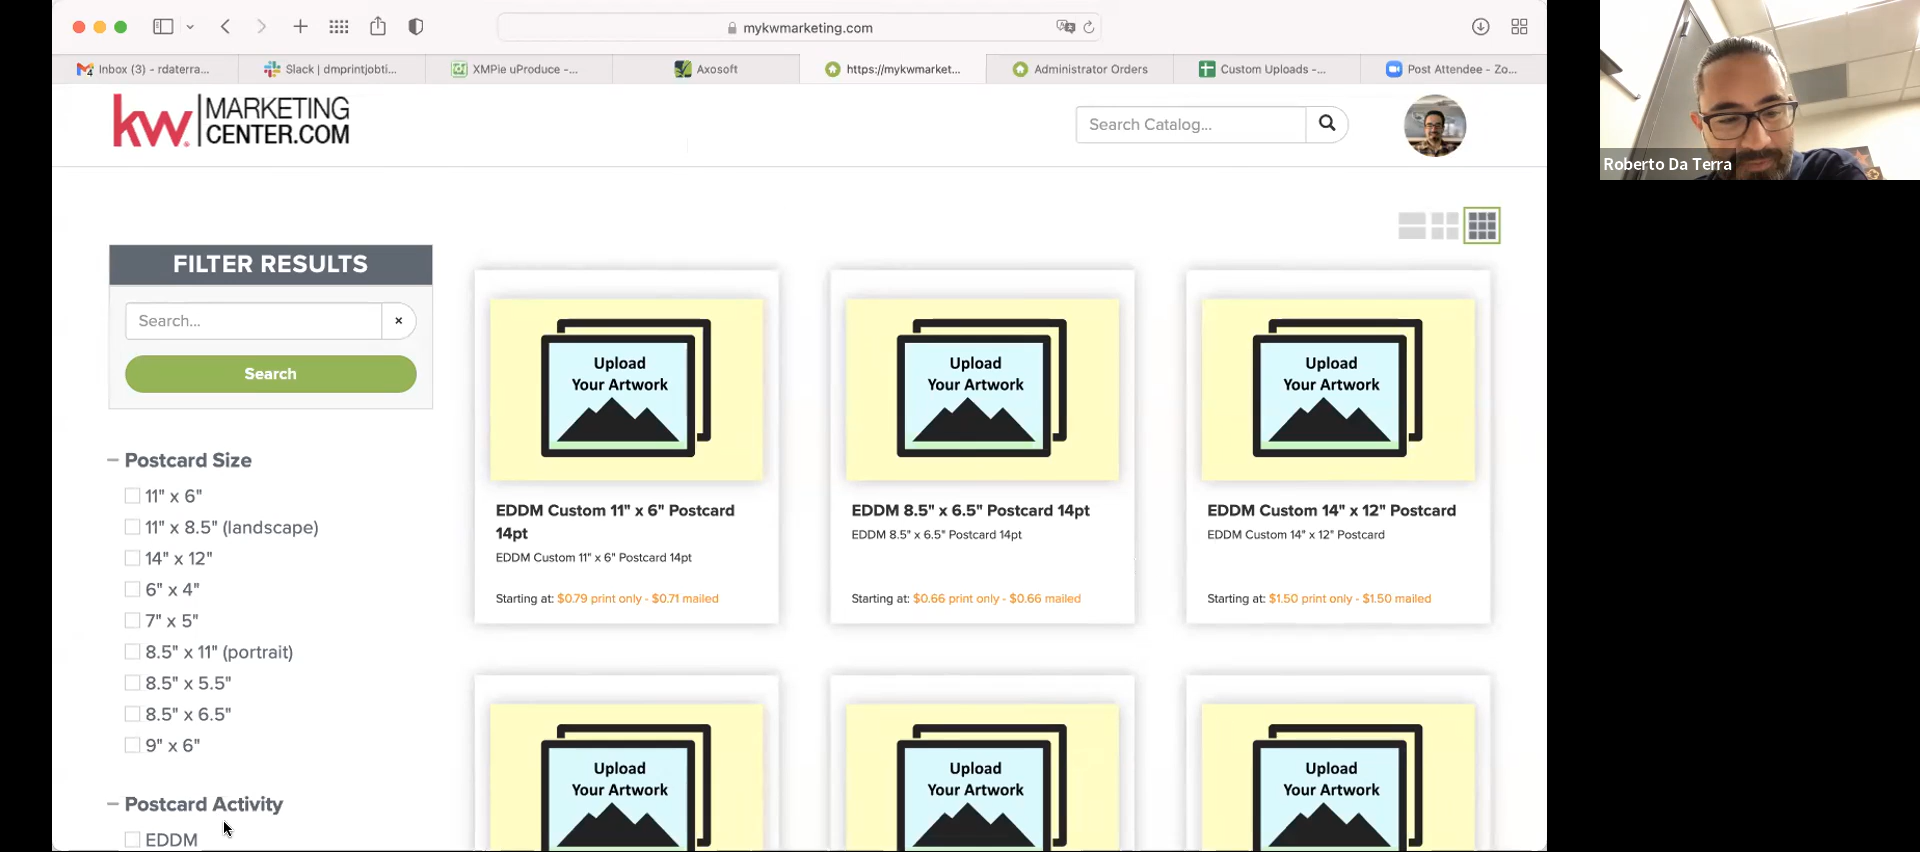 mykwmarketing.com
Inbox (3) - rdaterra...
Slack | dmprintjobti...
XMPie uProduce -...
Axosoft
https://mykwmarket...
Administrator Orders
Custom Uploads -...
Post Attendee - Zo...
kw MARKETING
CENTER.COM
Search Catalog...
Roberto Da Terra
FILTER RESULTS
Search...
×
Search
Postcard Size
11" x 6"
11" x 8.5" (landscape)
14" x 12"
6" x 4"
7" x 5"
8.5" x 11" (portrait)
8.5" x 5.5"
8.5" x 6.5"
9" x 6"
Postcard Activity
EDDM
Upload
Your Artwork
EDDM Custom 11" x 6" Postcard
14pt
EDDM Custom 11" x 6" Postcard 14pt
Starting at: $0.79 print only - $0.71 mailed
Upload
Your Artwork
EDDM 8.5" x 6.5" Postcard 14pt
EDDM 8.5" x 6.5" Postcard 14pt
Starting at: $0.66 print only - $0.66 mailed
Upload
Your Artwork
EDDM Custom 14" x 12" Postcard
EDDM Custom 14" x 12" Postcard
Starting at: $1.50 print only - $1.50 mailed
Upload
Your Artwork
Upload
Your Artwork
Upload
Your Artwork